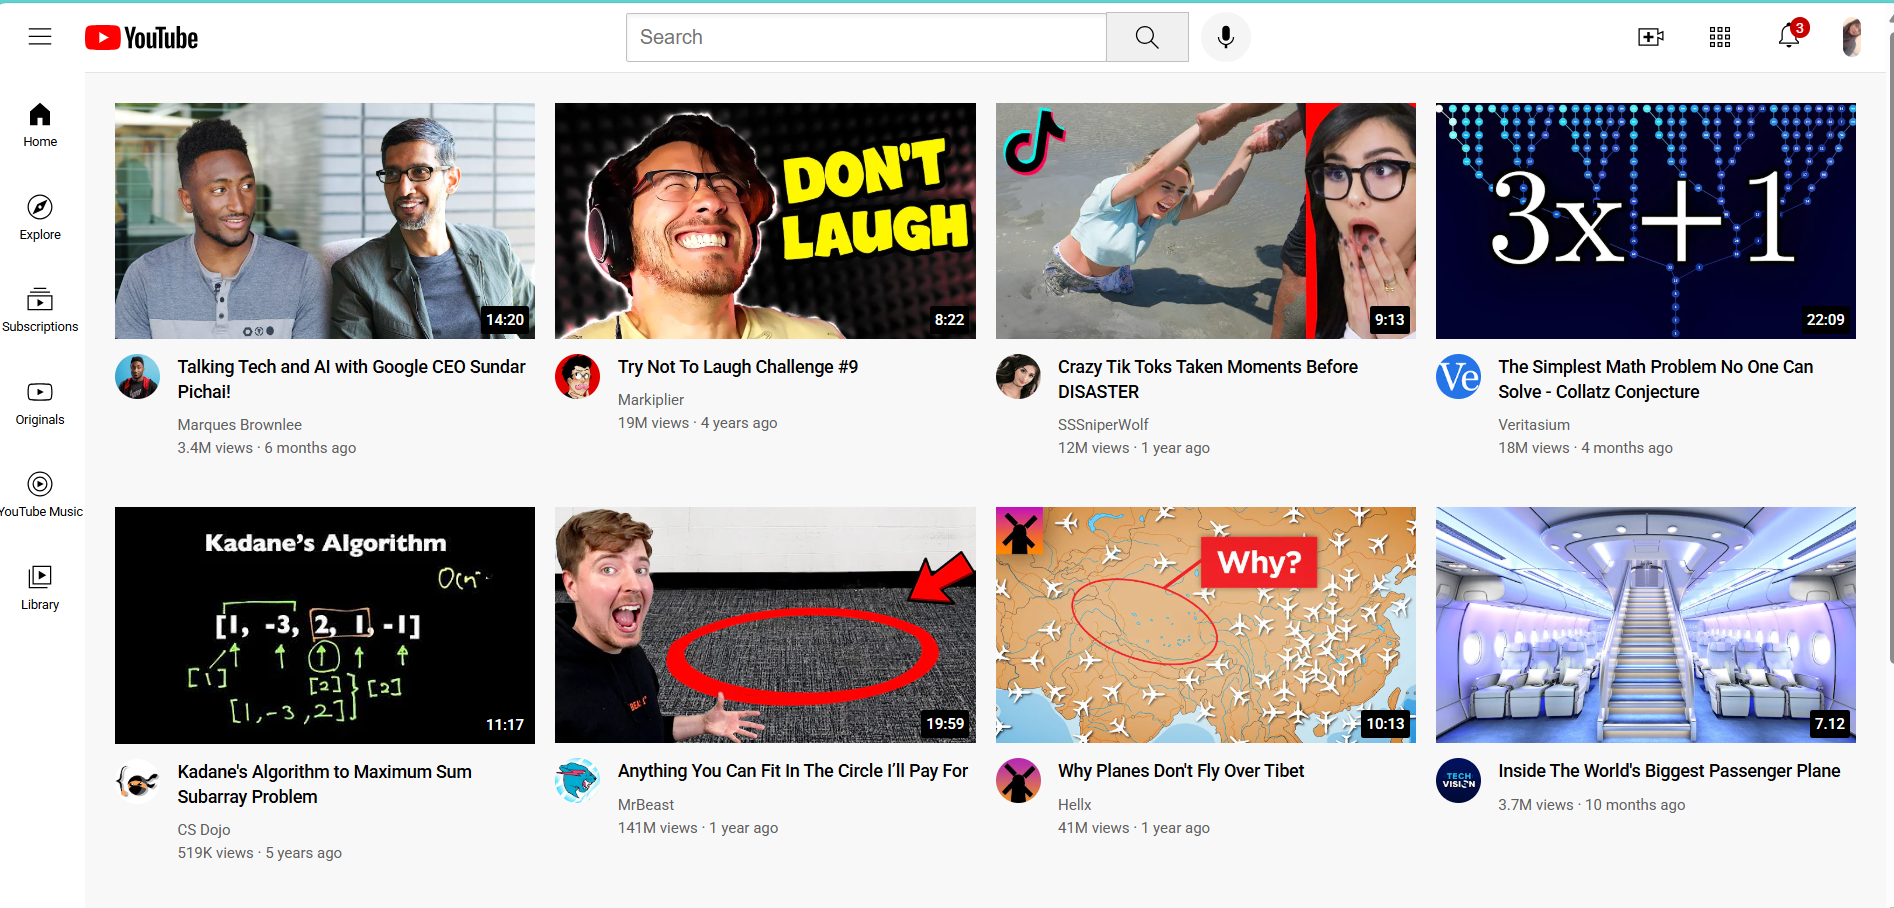 YouTube
Search
3
Home
Explore
Subscriptions
Originals
YouTube Music
Library
DON'T
LAUGH
3x+1
14:20
8:22
9:13
22:09
Talking Tech and AI with Google CEO Sundar
Pichai!
Marques Brownlee
3.4M views · 6 months ago
Try Not To Laugh Challenge #9
Markiplier
19M views · 4 years ago
Crazy Tik Toks Taken Moments Before
DISASTER
SSSniperWolf
12M views · 1 year ago
Ve
The Simplest Math Problem No One Can
Solve - Collatz Conjecture
Veritasium
18M views · 4 months ago
Kadane's Algorithm
[1, -3, 2, 1, -1]
[1]
[2]
[2]
[1,-3,2]
11:17
19:59
Why?
10:13
7.12
Kadane's Algorithm to Maximum Sum
Subarray Problem
CS Dojo
519K views · 5 years ago
Anything You Can Fit In The Circle I’ll Pay For
MrBeast
141M views · 1 year ago
Why Planes Don't Fly Over Tibet
Hellx
41M views · 1 year ago
TECH
VISION
Inside The World's Biggest Passenger Plane
3.7M views · 10 months ago